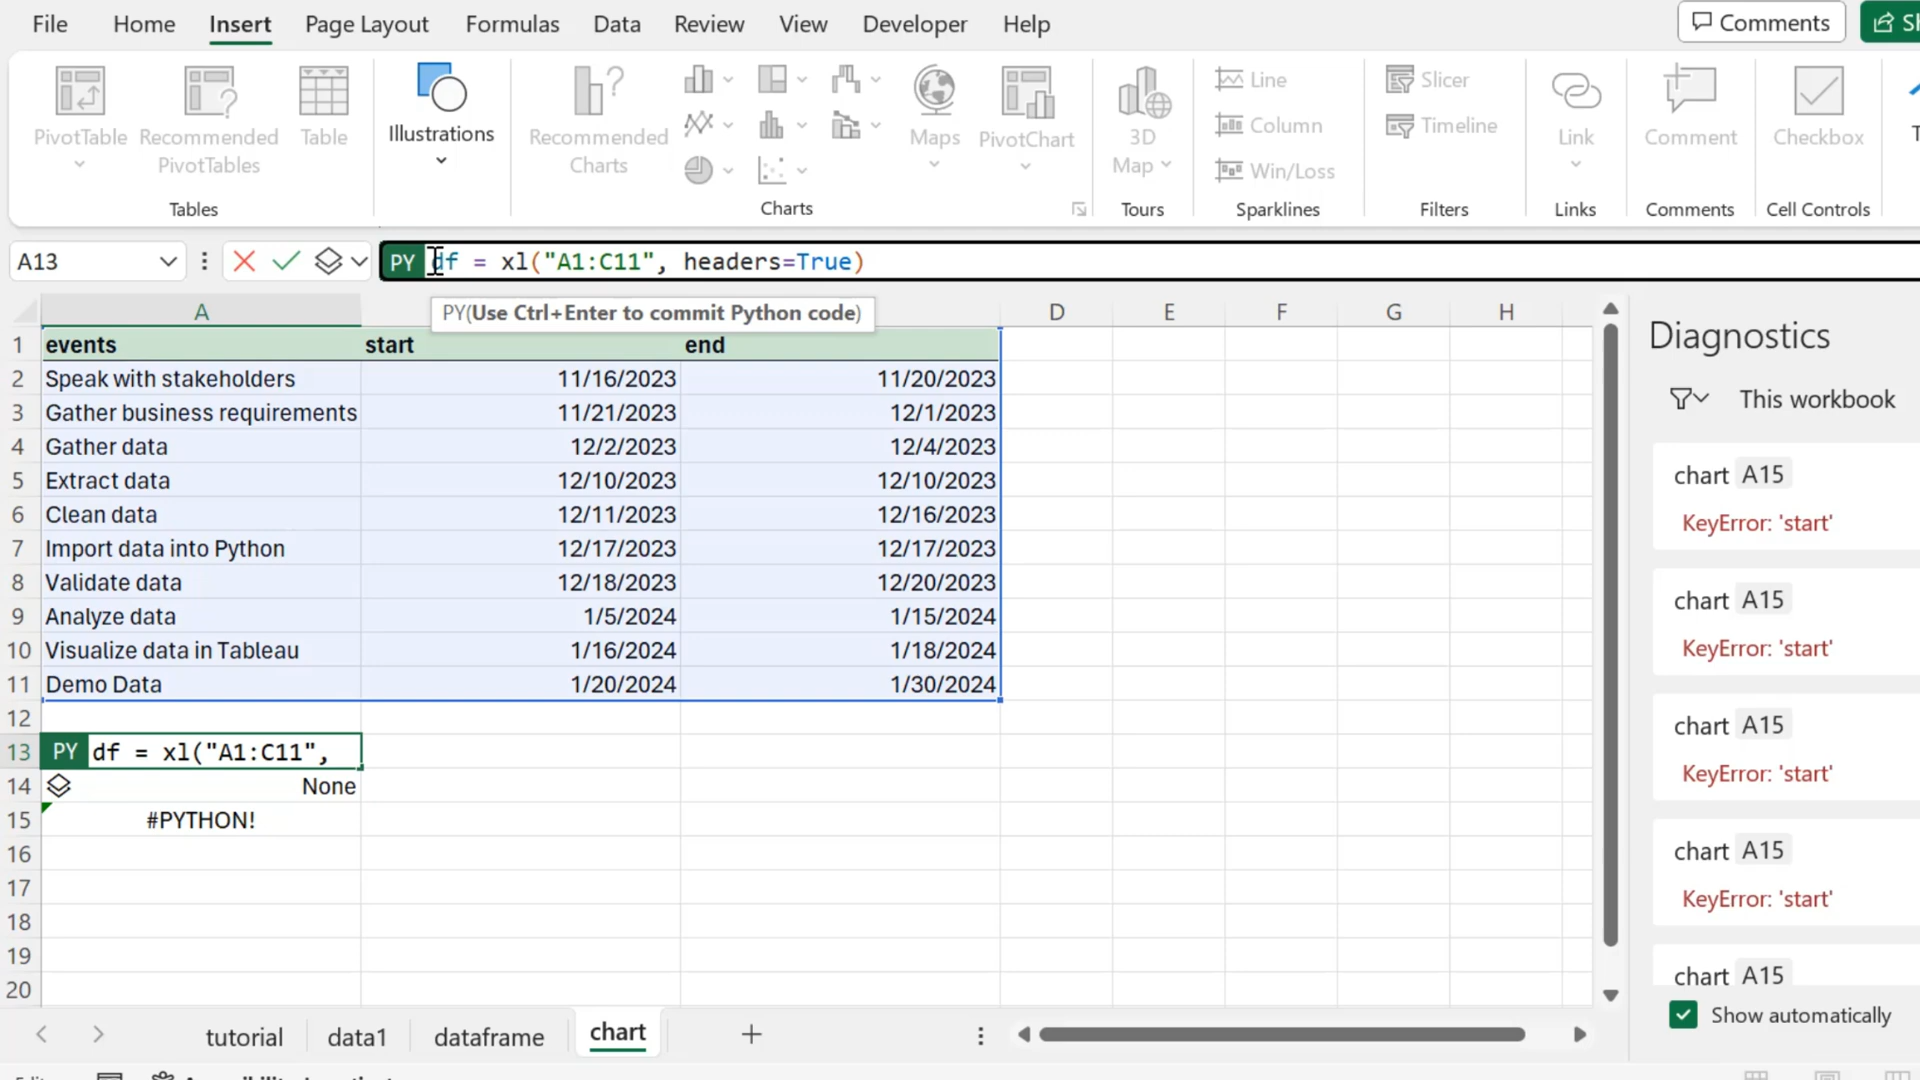 File Home Insert Page Layout Formulas Data Review View Developer Help Comments
PivotTable Recommended PivotTables Table Illustrations Recommended Charts Maps PivotChart 3D Map Line Column Win/Loss Slicer Timeline Link Comment Checkbox
Tables Charts Tours Sparklines Filters Links Comments Cell Controls
A13 PY df = xl("A1:C11", headers=True)
PY(Use Ctrl+Enter to commit Python code)
A D E F G H
1 events start end
2 Speak with stakeholders 11/16/2023 11/20/2023
3 Gather business requirements 11/21/2023 12/1/2023
4 Gather data 12/2/2023 12/4/2023
5 Extract data 12/10/2023 12/10/2023
6 Clean data 12/11/2023 12/16/2023
7 Import data into Python 12/17/2023 12/17/2023
8 Validate data 12/18/2023 12/20/2023
9 Analyze data 1/5/2024 1/15/2024
10 Visualize data in Tableau 1/16/2024 1/18/2024
11 Demo Data 1/20/2024 1/30/2024
12
13 PY df = xl("A1:C11",
14 None
15 #PYTHON!
16
17
18
19
20
Diagnostics
This workbook
chart A15
KeyError: 'start'
chart A15
KeyError: 'start'
chart A15
KeyError: 'start'
chart A15
KeyError: 'start'
chart A15
Show automatically
tutorial data1 dataframe chart